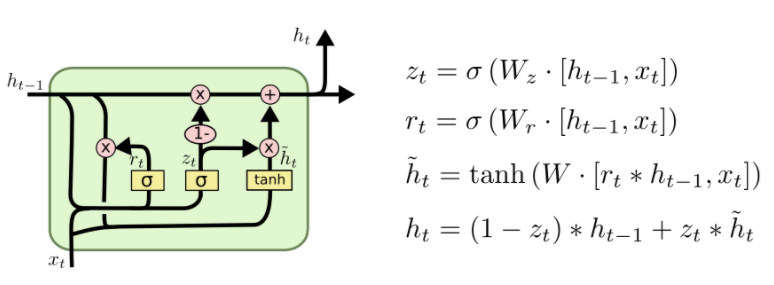 h_t
h_{t-1}
x
+
1-
x
r_t
z_t
x
h̃_t
σ
σ
tanh
x_t
z_t = σ (W_z · [h_{t-1}, x_t])
r_t = σ (W_r · [h_{t-1}, x_t])
h̃_t = tanh (W · [r_t * h_{t-1}, x_t])
h_t = (1 − z_t) * h_{t-1} + z_t * h̃_t